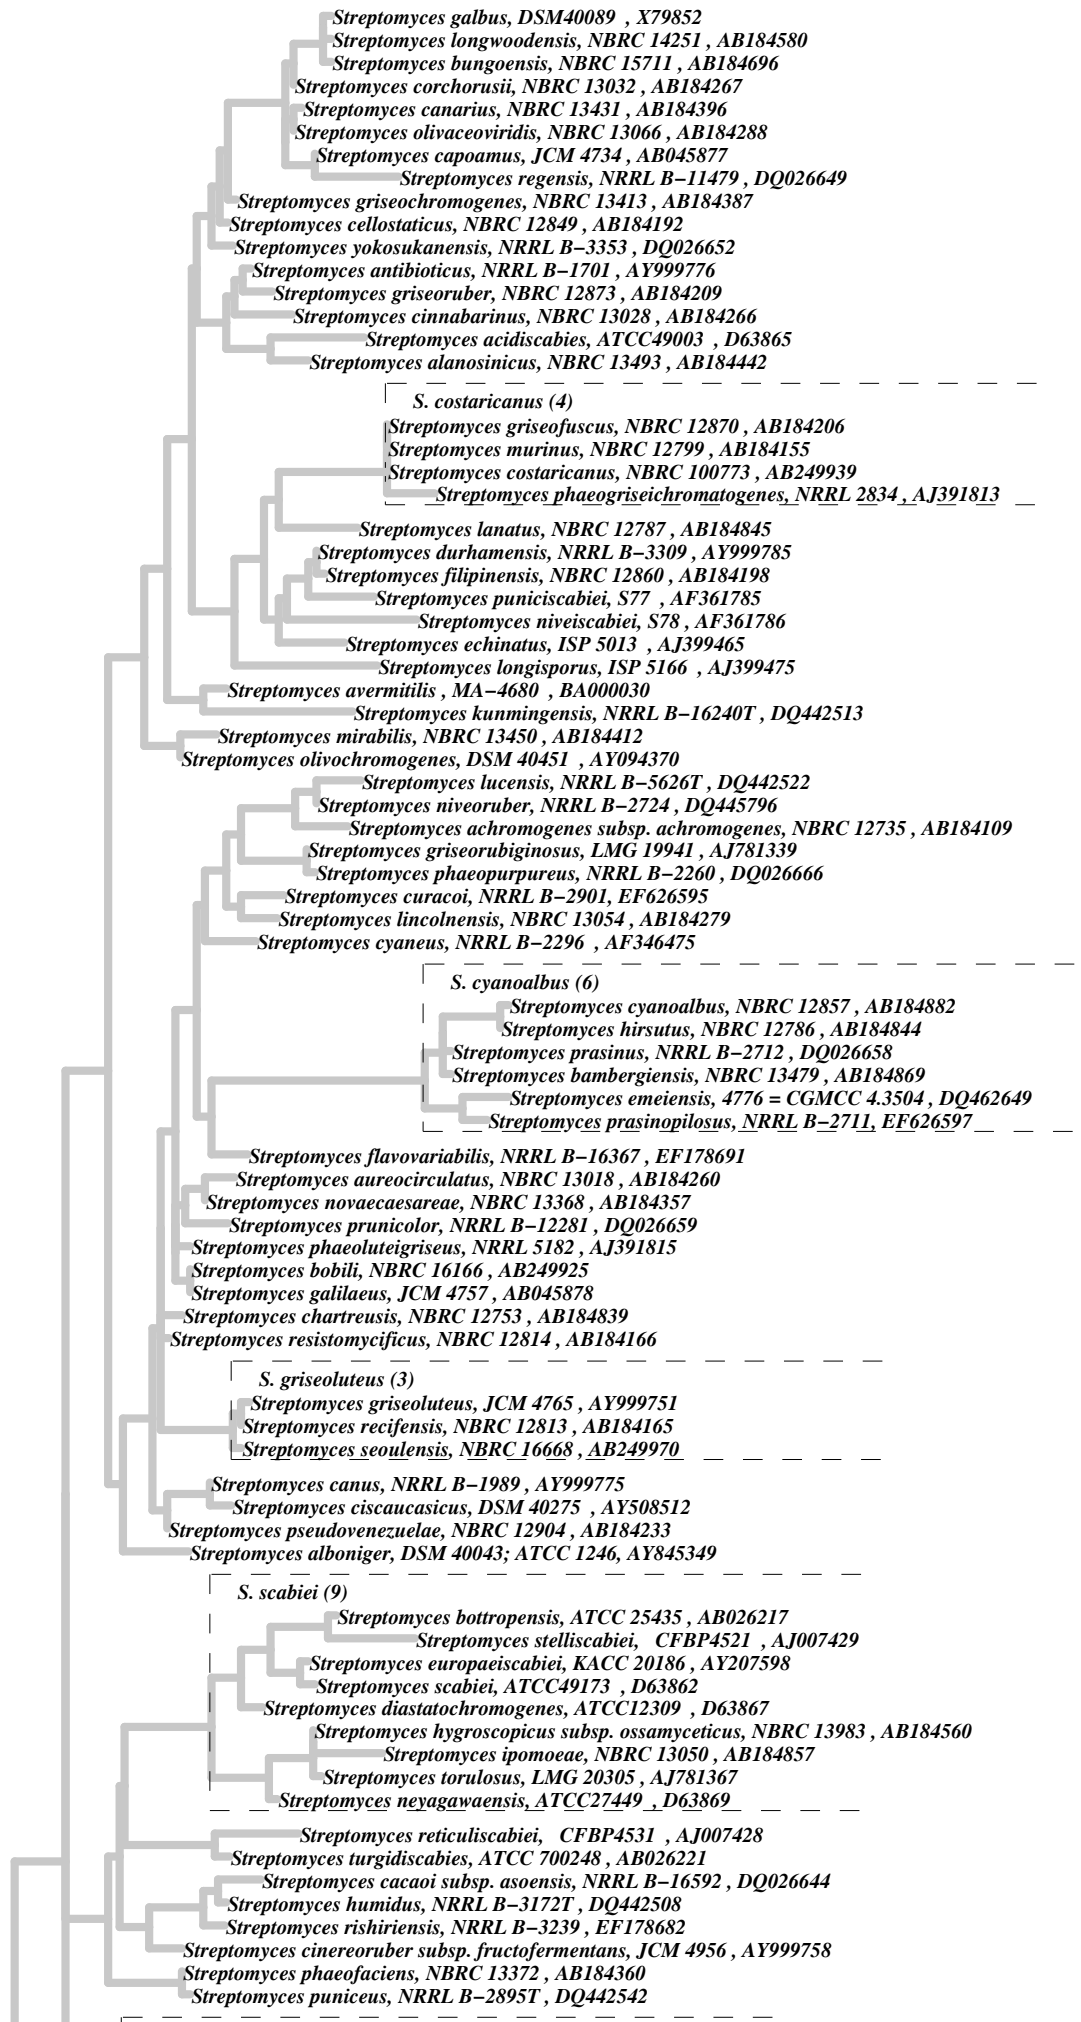 Streptomyces galbus, DSM40089 , X79852
Streptomyces longwoodensis, NBRC 14251 , AB184580
Streptomyces bungoensis, NBRC 15711 , AB184696
Streptomyces corchorusii, NBRC 13032 , AB184267
Streptomyces canarius, NBRC 13431 , AB184396
Streptomyces olivaceoviridis, NBRC 13066 , AB184288
Streptomyces capoamus, JCM 4734 , AB045877
Streptomyces regensis, NRRL B−11479 , DQ026649
Streptomyces griseochromogenes, NBRC 13413 , AB184387
Streptomyces cellostaticus, NBRC 12849 , AB184192
Streptomyces yokosukanensis, NRRL B−3353 , DQ026652
Streptomyces antibioticus, NRRL B−1701 , AY999776
Streptomyces griseoruber, NBRC 12873 , AB184209
Streptomyces cinnabarinus, NBRC 13028 , AB184266
Streptomyces acidiscabies, ATCC49003 , D63865
Streptomyces alanosinicus, NBRC 13493 , AB184442
S. costaricanus (4)
Streptomyces griseofuscus, NBRC 12870 , AB184206
Streptomyces murinus, NBRC 12799 , AB184155
Streptomyces costaricanus, NBRC 100773 , AB249939
Streptomyces phaeogriseichromatogenes, NRRL 2834 , AJ391813
Streptomyces lanatus, NBRC 12787 , AB184845
Streptomyces durhamensis, NRRL B−3309 , AY999785
Streptomyces filipinensis, NBRC 12860 , AB184198
Streptomyces puniciscabiei, S77 , AF361785
Streptomyces niveiscabiei, S78 , AF361786
Streptomyces echinatus, ISP 5013 , AJ399465
Streptomyces longisporus, ISP 5166 , AJ399475
Streptomyces avermitilis , MA−4680 , BA000030
Streptomyces kunmingensis, NRRL B−16240T , DQ442513
Streptomyces mirabilis, NBRC 13450 , AB184412
Streptomyces olivochromogenes, DSM 40451 , AY094370
Streptomyces lucensis, NRRL B−5626T , DQ442522
Streptomyces niveoruber, NRRL B−2724 , DQ445796
Streptomyces achromogenes subsp. achromogenes, NBRC 12735 , AB184109
Streptomyces griseorubiginosus, LMG 19941 , AJ781339
Streptomyces phaeopurpureus, NRRL B−2260 , DQ026666
Streptomyces curacoi, NRRL B−2901, EF626595
Streptomyces lincolnensis, NBRC 13054 , AB184279
Streptomyces cyaneus, NRRL B−2296 , AF346475
S. cyanoalbus (6)
Streptomyces cyanoalbus, NBRC 12857 , AB184882
Streptomyces hirsutus, NBRC 12786 , AB184844
Streptomyces prasinus, NRRL B−2712 , DQ026658
Streptomyces bambergiensis, NBRC 13479 , AB184869
Streptomyces emeiensis, 4776 = CGMCC 4.3504 , DQ462649
Streptomyces prasinopilosus, NRRL B−2711, EF626597
Streptomyces flavovariabilis, NRRL B−16367 , EF178691
Streptomyces aureocirculatus, NBRC 13018 , AB184260
Streptomyces novaecaesareae, NBRC 13368 , AB184357
Streptomyces prunicolor, NRRL B−12281 , DQ026659
Streptomyces phaeoluteigriseus, NRRL 5182 , AJ391815
Streptomyces bobili, NBRC 16166 , AB249925
Streptomyces galilaeus, JCM 4757 , AB045878
Streptomyces chartreusis, NBRC 12753 , AB184839
Streptomyces resistomycificus, NBRC 12814 , AB184166
S. griseoluteus (3)
Streptomyces griseoluteus, JCM 4765 , AY999751
Streptomyces recifensis, NBRC 12813 , AB184165
Streptomyces seoulensis, NBRC 16668 , AB249970
Streptomyces canus, NRRL B−1989 , AY999775
Streptomyces ciscaucasicus, DSM 40275 , AY508512
Streptomyces pseudovenezuelae, NBRC 12904 , AB184233
Streptomyces alboniger, DSM 40043; ATCC 1246, AY845349
S. scabiei (9)
Streptomyces bottropensis, ATCC 25435 , AB026217
Streptomyces stelliscabiei, CFBP4521 , AJ007429
Streptomyces europaeiscabiei, KACC 20186 , AY207598
Streptomyces scabiei, ATCC49173 , D63862
Streptomyces diastatochromogenes, ATCC12309 , D63867
Streptomyces hygroscopicus subsp. ossamyceticus, NBRC 13983 , AB184560
Streptomyces ipomoeae, NBRC 13050 , AB184857
Streptomyces torulosus, LMG 20305 , AJ781367
Streptomyces neyagawaensis, ATCC27449 , D63869
Streptomyces reticuliscabiei, CFBP4531 , AJ007428
Streptomyces turgidiscabies, ATCC 700248 , AB026221
Streptomyces cacaoi subsp. asoensis, NRRL B−16592 , DQ026644
Streptomyces humidus, NRRL B−3172T , DQ442508
Streptomyces rishiriensis, NRRL B−3239 , EF178682
Streptomyces cinereoruber subsp. fructofermentans, JCM 4956 , AY999758
Streptomyces phaeofaciens, NBRC 13372 , AB184360
Streptomyces puniceus, NRRL B−2895T , DQ442542